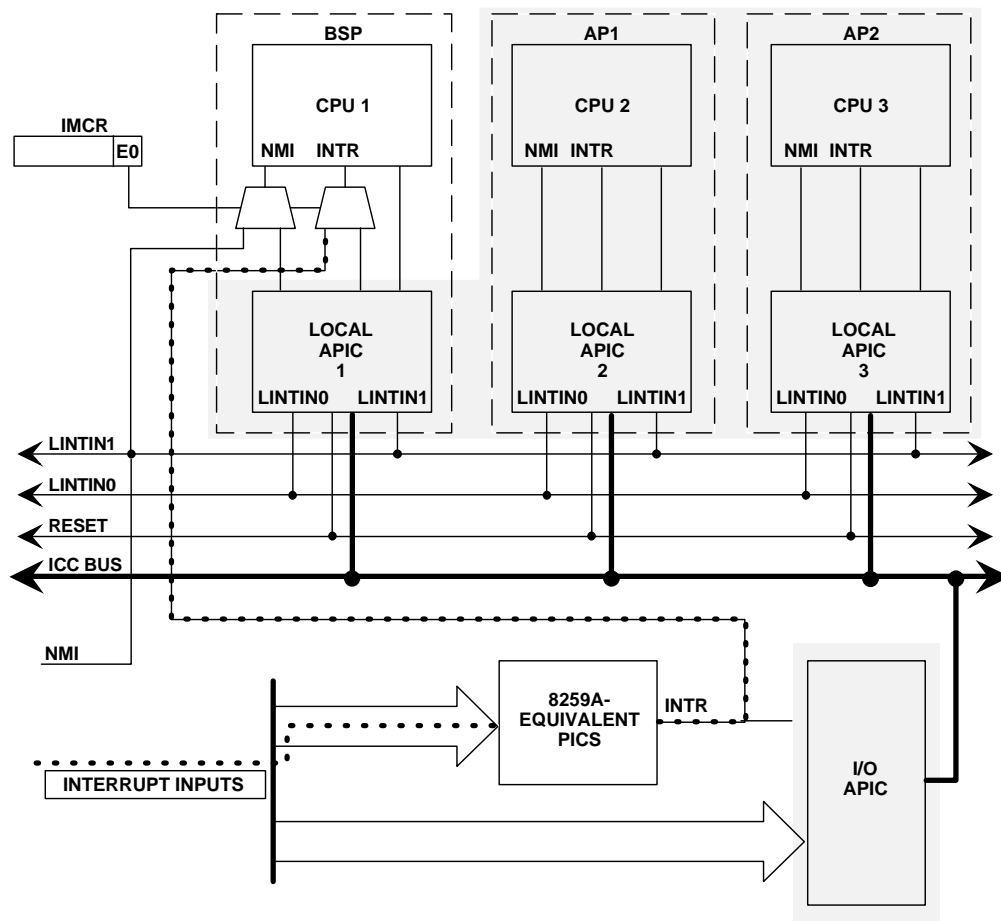 BSP
AP1
AP2
CPU 1
CPU 2
CPU 3
IMCR
E0
NMI INTR
NMI INTR
NMI INTR
LOCAL
APIC
1
LOCAL
APIC
2
LOCAL
APIC
3
LINTIN0 LINTIN1
LINTIN0 LINTIN1
LINTIN0 LINTIN1
LINTIN1
LINTIN0
RESET
ICC BUS
NMI
8259A-
EQUIVALENT
PICS
INTR
INTERRUPT INPUTS
I/O
APIC